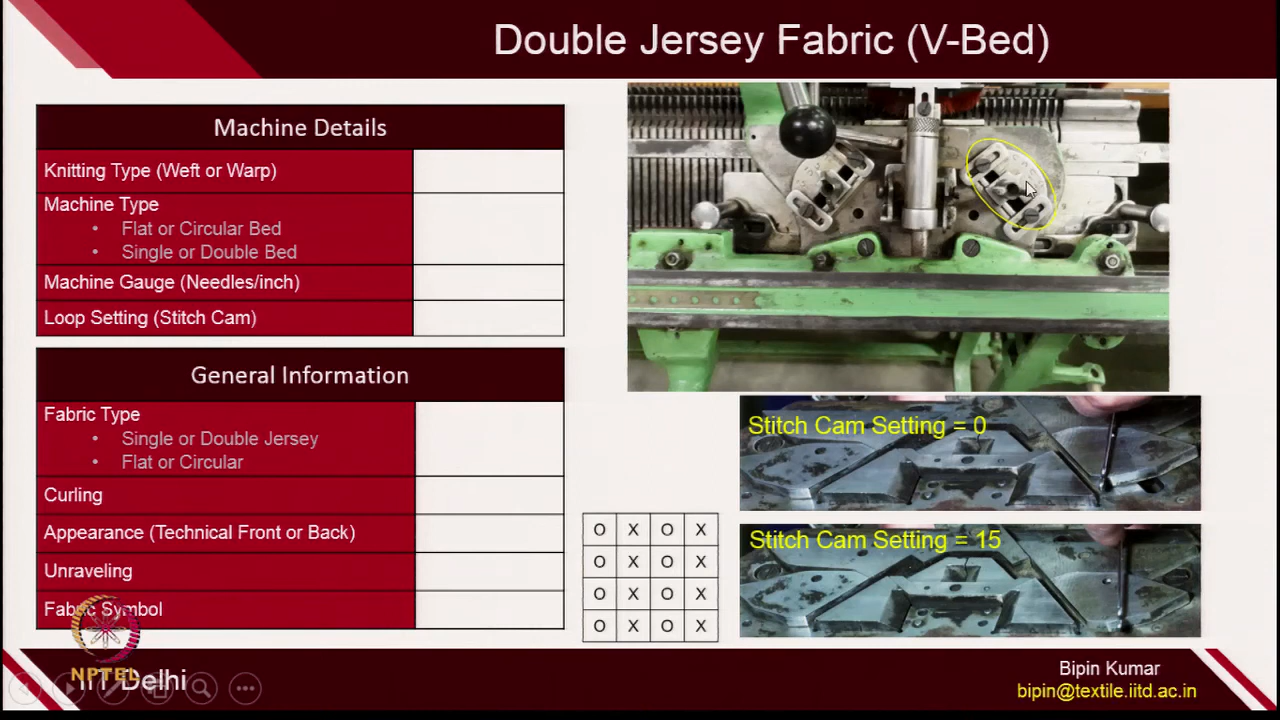 Double Jersey Fabric (V-Bed)
Machine Details
Knitting Type (Weft or Warp)
Machine Type
• Flat or Circular Bed
• Single or Double Bed
Machine Gauge (Needles/inch)
Loop Setting (Stitch Cam)
General Information
Fabric Type
• Single or Double Jersey
• Flat or Circular
Curling
Appearance (Technical Front or Back)
Unraveling
Fabric Symbol
O X O X
O X O X
O X O X
O X O X
Stitch Cam Setting = 0
Stitch Cam Setting = 15
NPTEL
IIT Delhi
Bipin Kumar
bipin@textile.iitd.ac.in